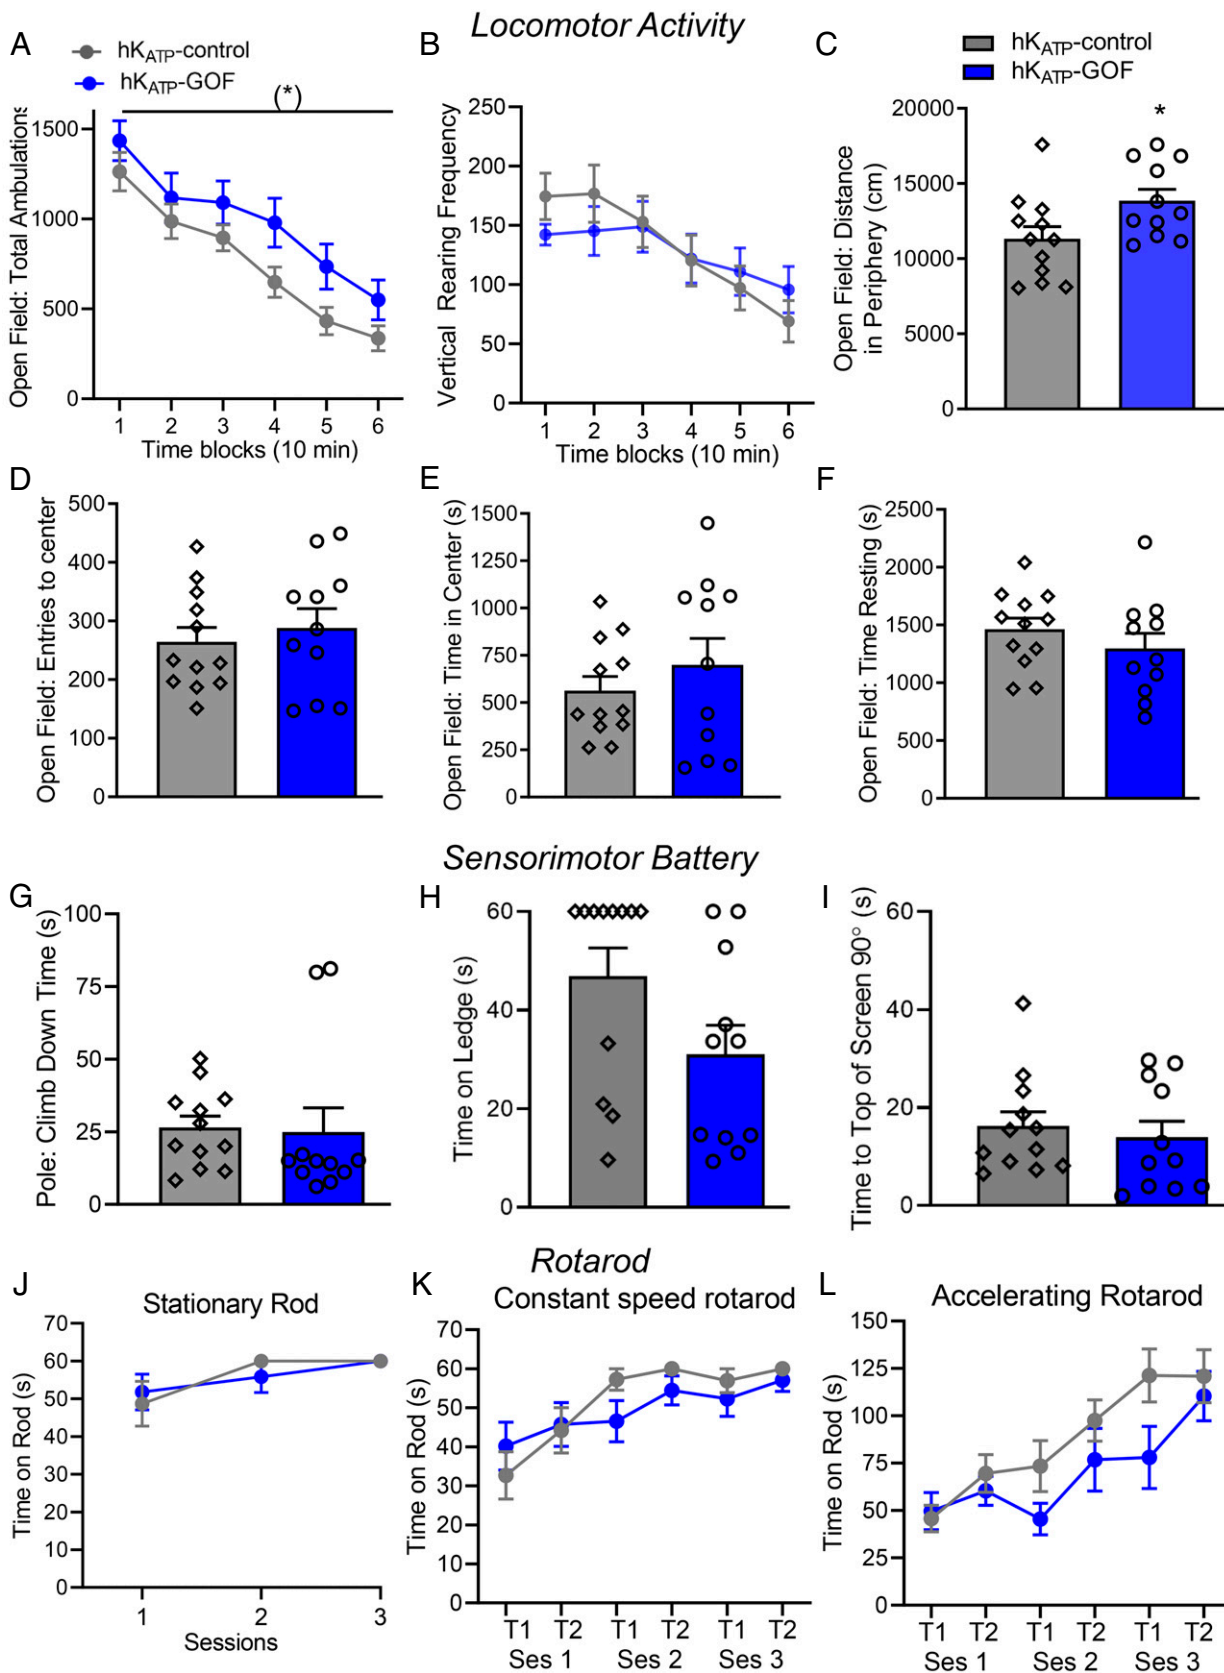 Locomotor Activity
A
hKATP-control
hKATP-GOF
(*)
Open Field: Total Ambulations
1500
1000
500
0
1 2 3 4 5 6
Time blocks (10 min)
B
Vertical Rearing Frequency
250
200
150
100
50
0
1 2 3 4 5 6
Time blocks (10 min)
C
hKATP-control
hKATP-GOF
*
Open Field: Distance
in Periphery (cm)
20000
15000
10000
5000
0
D
Open Field: Entries to center
500
400
300
200
100
0
E
Open Field: Time in Center (s)
1500
1250
1000
750
500
250
0
F
Open Field: Time Resting (s)
2500
2000
1500
1000
500
0
Sensorimotor Battery
G
Pole: Climb Down Time (s)
100
75
50
25
0
H
Time on Ledge (s)
60
40
20
0
I
Time to Top of Screen 90° (s)
60
40
20
0
Rotarod
J
Stationary Rod
Time on Rod (s)
70
60
50
40
30
20
10
0
1 2 3
Sessions
K
Constant speed rotarod
Time on Rod (s)
70
60
50
40
30
20
10
0
T1 T2 T1 T2 T1 T2
Ses 1 Ses 2 Ses 3
L
Accelerating Rotarod
Time on Rod (s)
150
125
100
75
50
25
0
T1 T2 T1 T2 T1 T2
Ses 1 Ses 2 Ses 3